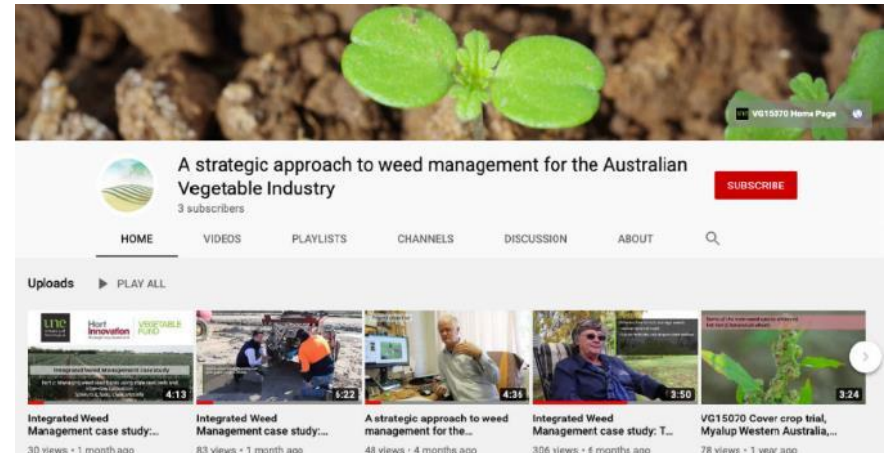 VG15370 Home Page
A strategic approach to weed management for the Australian
Vegetable Industry
3 subscribers
SUBSCRIBE
HOME VIDEOS PLAYLISTS CHANNELS DISCUSSION ABOUT
Uploads PLAY ALL
une
Hort
Innovation
VEGETABLE
FUND
Integrated Weed Management case study
4:13
6:22
4:36
3:50
3:24
Integrated Weed
Management case study:...
30 views • 1 month ago
Integrated Weed
Management case study:...
83 views • 1 month ago
A strategic approach to weed
management for the...
48 views • 4 months ago
Integrated Weed
Management case study: T...
306 views • 6 months ago
VG15070 Cover crop trial,
Myalup Western Australia,...
78 views • 1 year ago